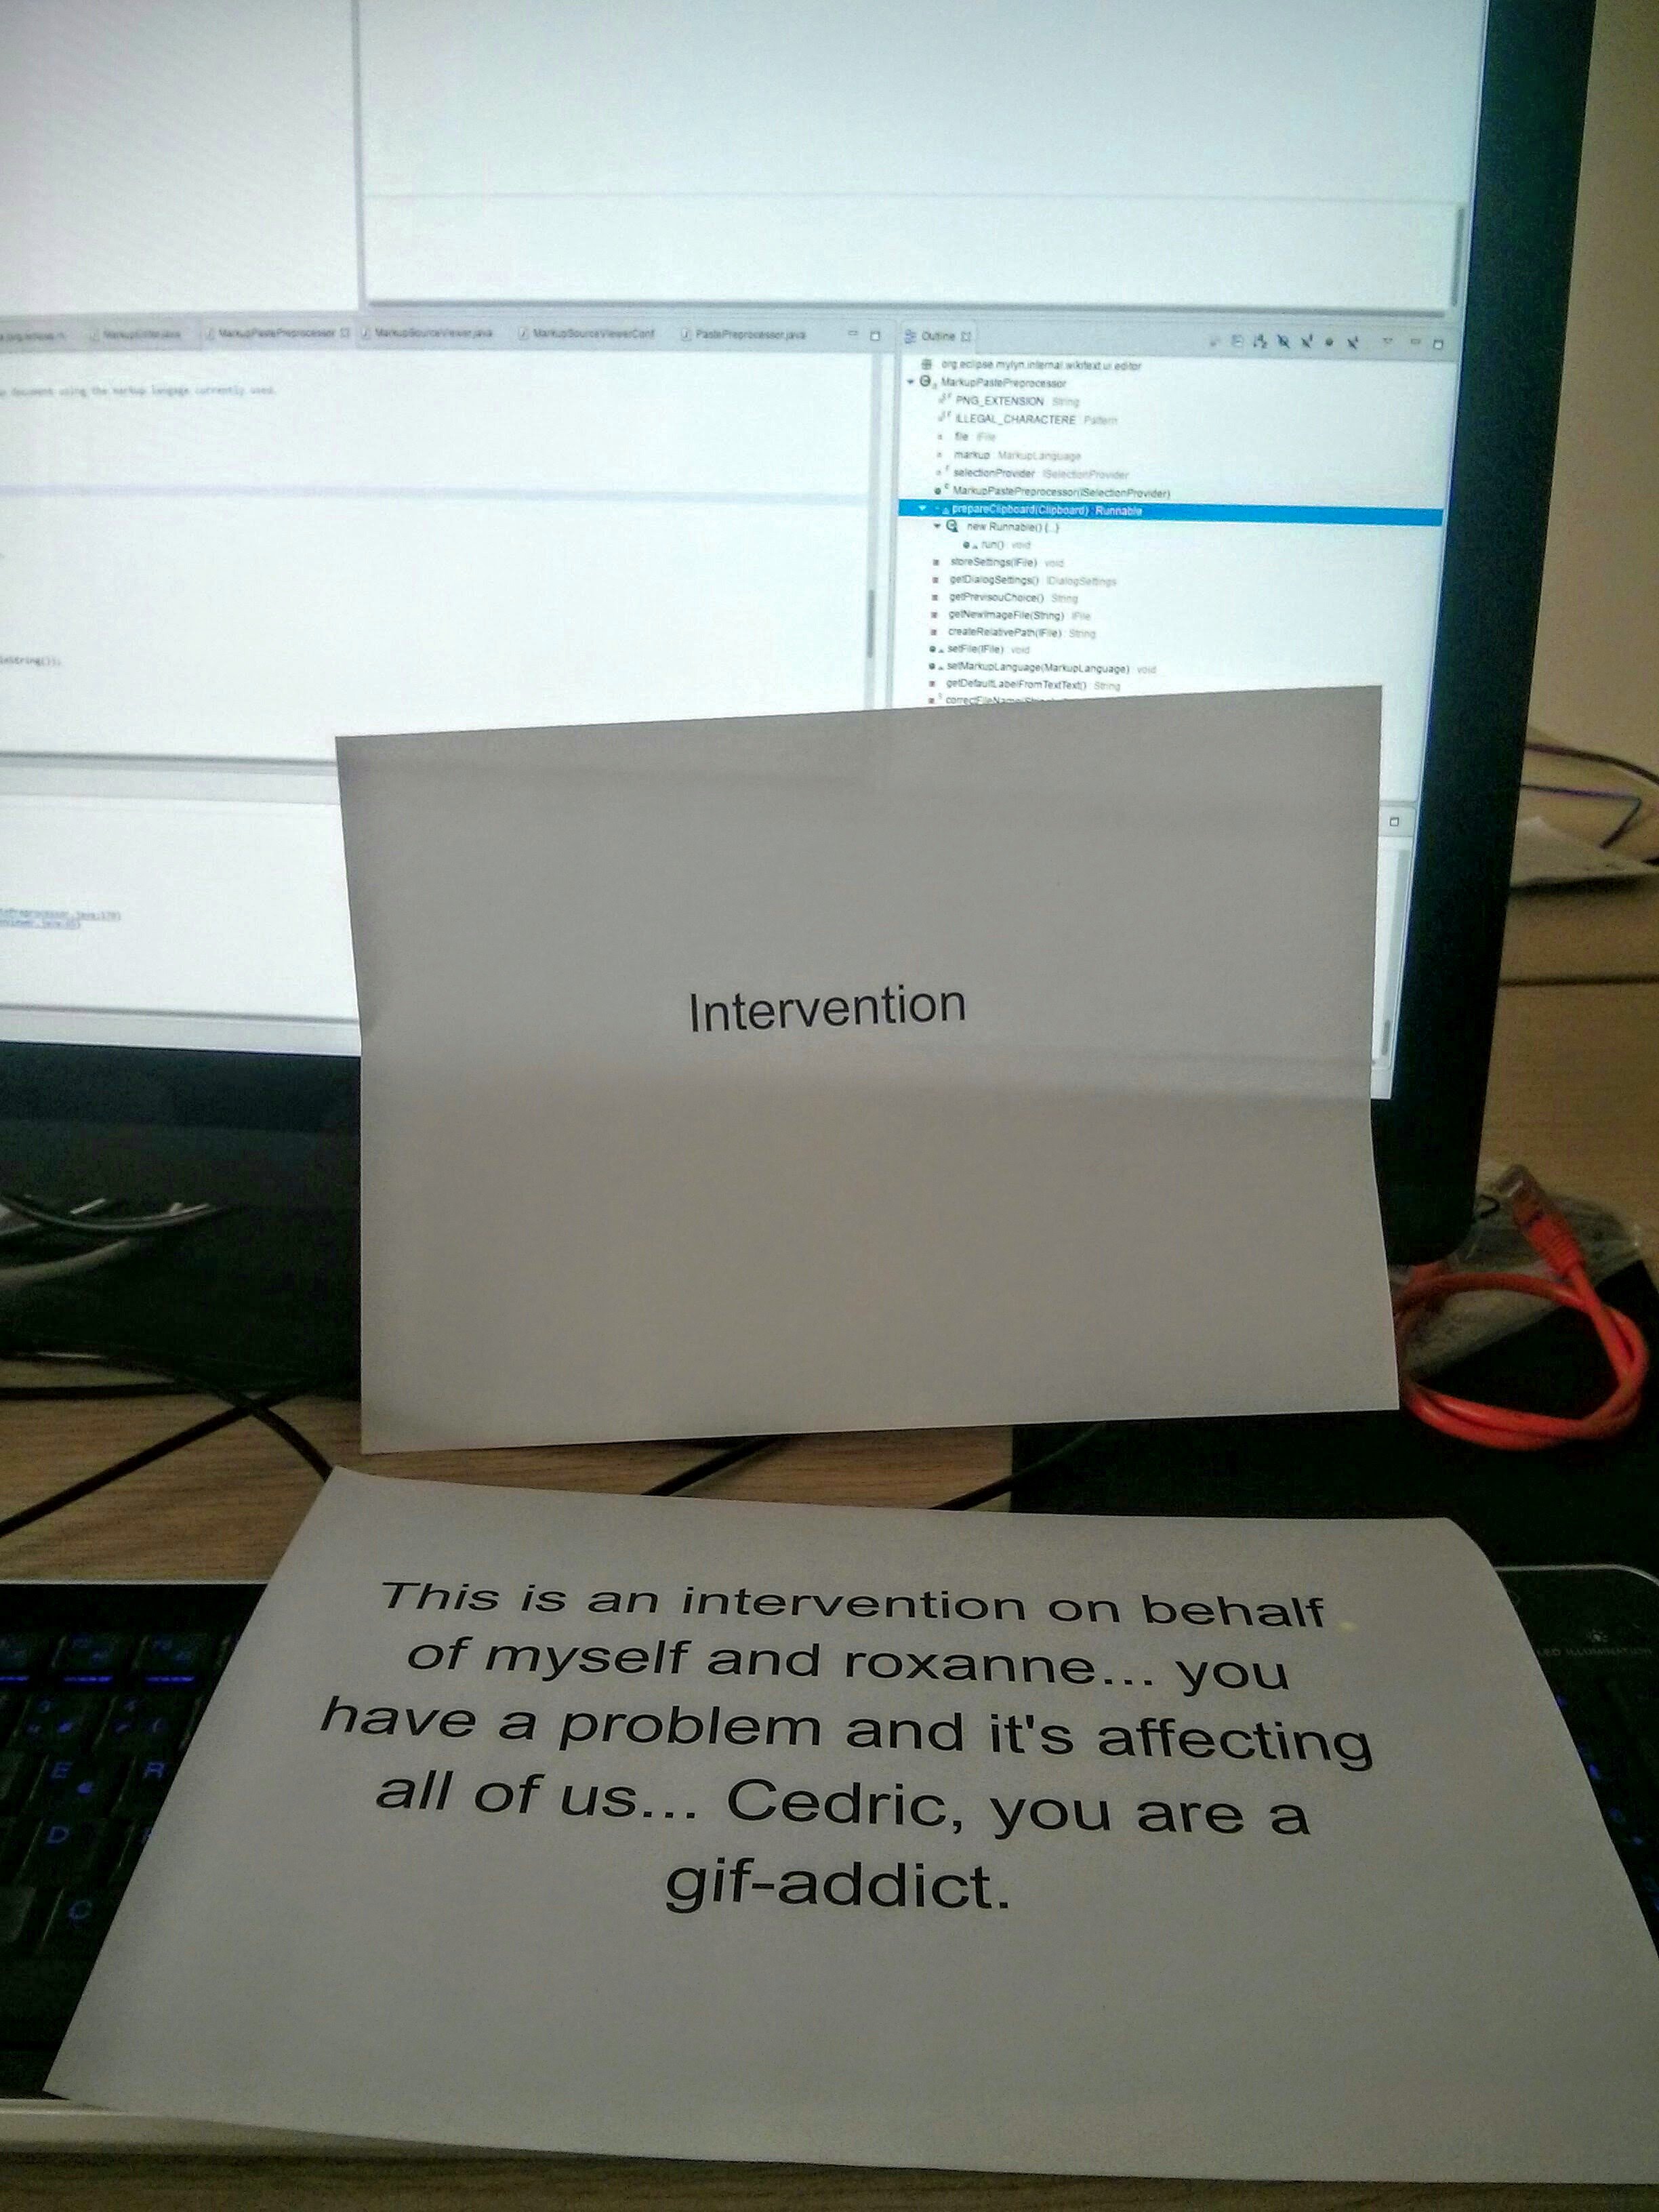 MarkupPastePreprocessor
MarkupSourceViewer.java
MarkupSourceViewerConf
PastePreprocessor.java
Outline
document using the markup langage currently used.
org.eclipse.mylyn.internal.wikitext.ui.editor
MarkupPastePreprocessor
PNG_EXTENSION String
ILLEGAL_CHARACTERE Pattern
file IFile
markup MarkupLanguage
selectionProvider ISelectionProvider
MarkupPastePreprocessor(ISelectionProvider)
prepareClipboard(Clipboard) : Runnable
new Runnable() {...}
run() void
storeSettings(IFile) void
getDialogSettings() IDialogSettings
getPrevisouChoice() String
getNewImageFile(String) IFile
createRelativePath(IFile) String
setFile(IFile) void
setMarkupLanguage(MarkupLanguage) void
getDefaultLabelFromTextText() String
Intervention
This is an intervention on behalf
of myself and roxanne... you
have a problem and it's affecting
all of us... Cedric, you are a
gif-addict.
E
R
D
C